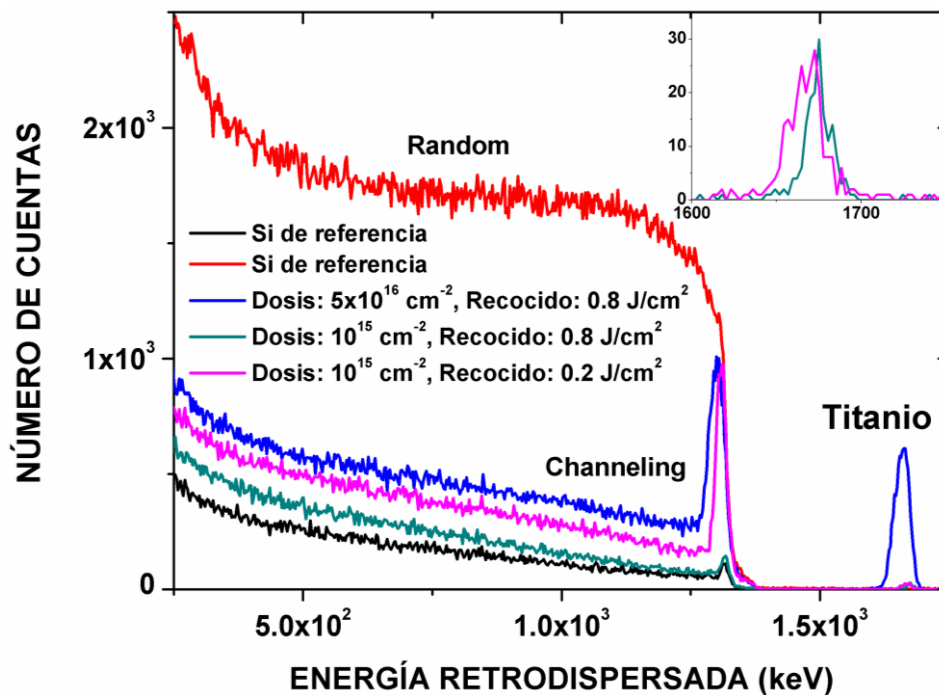 NÚMERO DE CUENTAS
2x10³
1x10³
0
5.0x10²
1.0x10³
1.5x10³
ENERGÍA RETRODISPERSADA (keV)
Random
Si de referencia
Si de referencia
Dosis: 5x10¹⁶ cm⁻², Recocido: 0.8 J/cm²
Dosis: 10¹⁵ cm⁻², Recocido: 0.8 J/cm²
Dosis: 10¹⁵ cm⁻², Recocido: 0.2 J/cm²
Channeling
Titanio
30
20
10
0
1600
1700